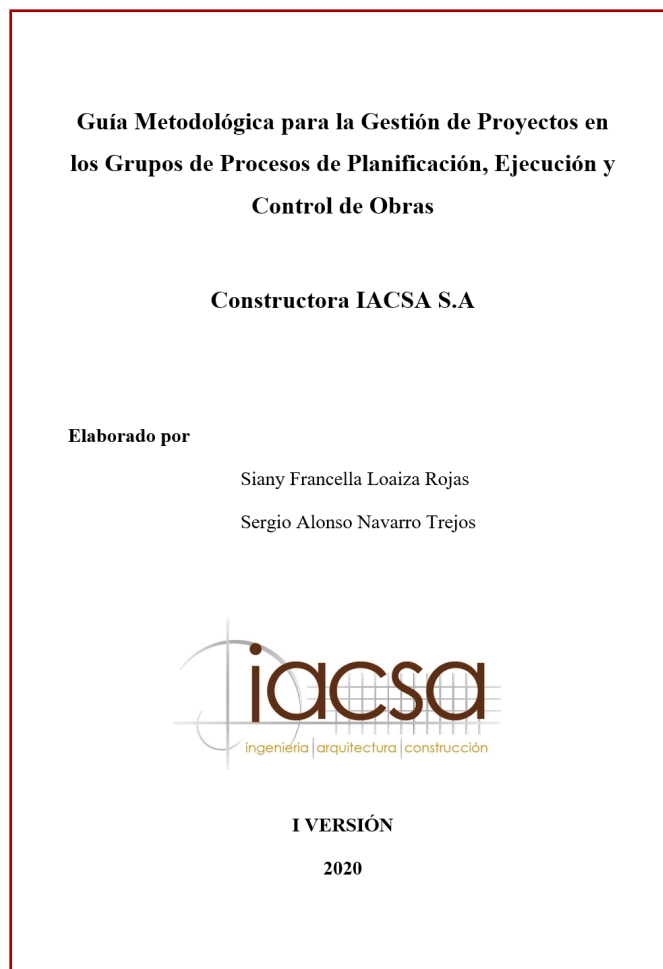 Guía Metodológica para la Gestión de Proyectos en
los Grupos de Procesos de Planificación, Ejecución y
Control de Obras
Constructora IACSA S.A
Elaborado por
Siany Francella Loaiza Rojas
Sergio Alonso Navarro Trejos
iacsa
ingeniería|arquitectura|construcción
I VERSIÓN
2020